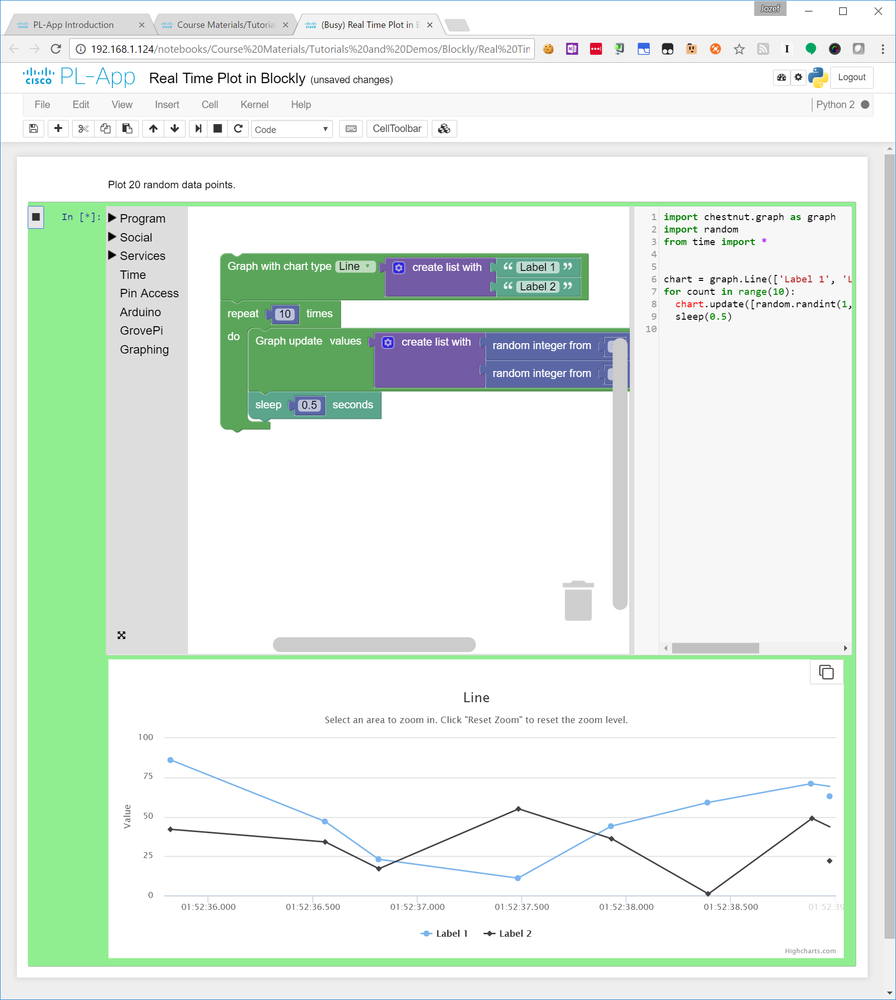 Jozef
PL-App Introduction
Course Materials/Tutoria
(Busy) Real Time Plot in B
192.168.1.124/notebooks/Course%20Materials/Tutorials%20and%20Demos/Blockly/Real%20Tin
cisco PL-App Real Time Plot in Blockly (unsaved changes) Logout
File Edit View Insert Cell Kernel Help Python 2
Code CellToolbar
Plot 20 random data points.
In [*]:
Program
Social
Services
Time
Pin Access
Arduino
GrovePi
Graphing
Graph with chart type Line create list with “ Label 1 ”
“ Label 2 ”
repeat 10 times
do Graph update values create list with random integer from
random integer from
sleep 0.5 seconds
1 import chestnut.graph as graph
2 import random
3 from time import *
4
5
6 chart = graph.Line(['Label 1', 'L
7 for count in range(10):
8 chart.update([random.randint(1,
9 sleep(0.5)
10
Line
Select an area to zoom in. Click "Reset Zoom" to reset the zoom level.
Value
100
75
50
25
0
01:52:36.000 01:52:36.500 01:52:37.000 01:52:37.500 01:52:38.000 01:52:38.500 01:52:39
Label 1 Label 2
Highcharts.com